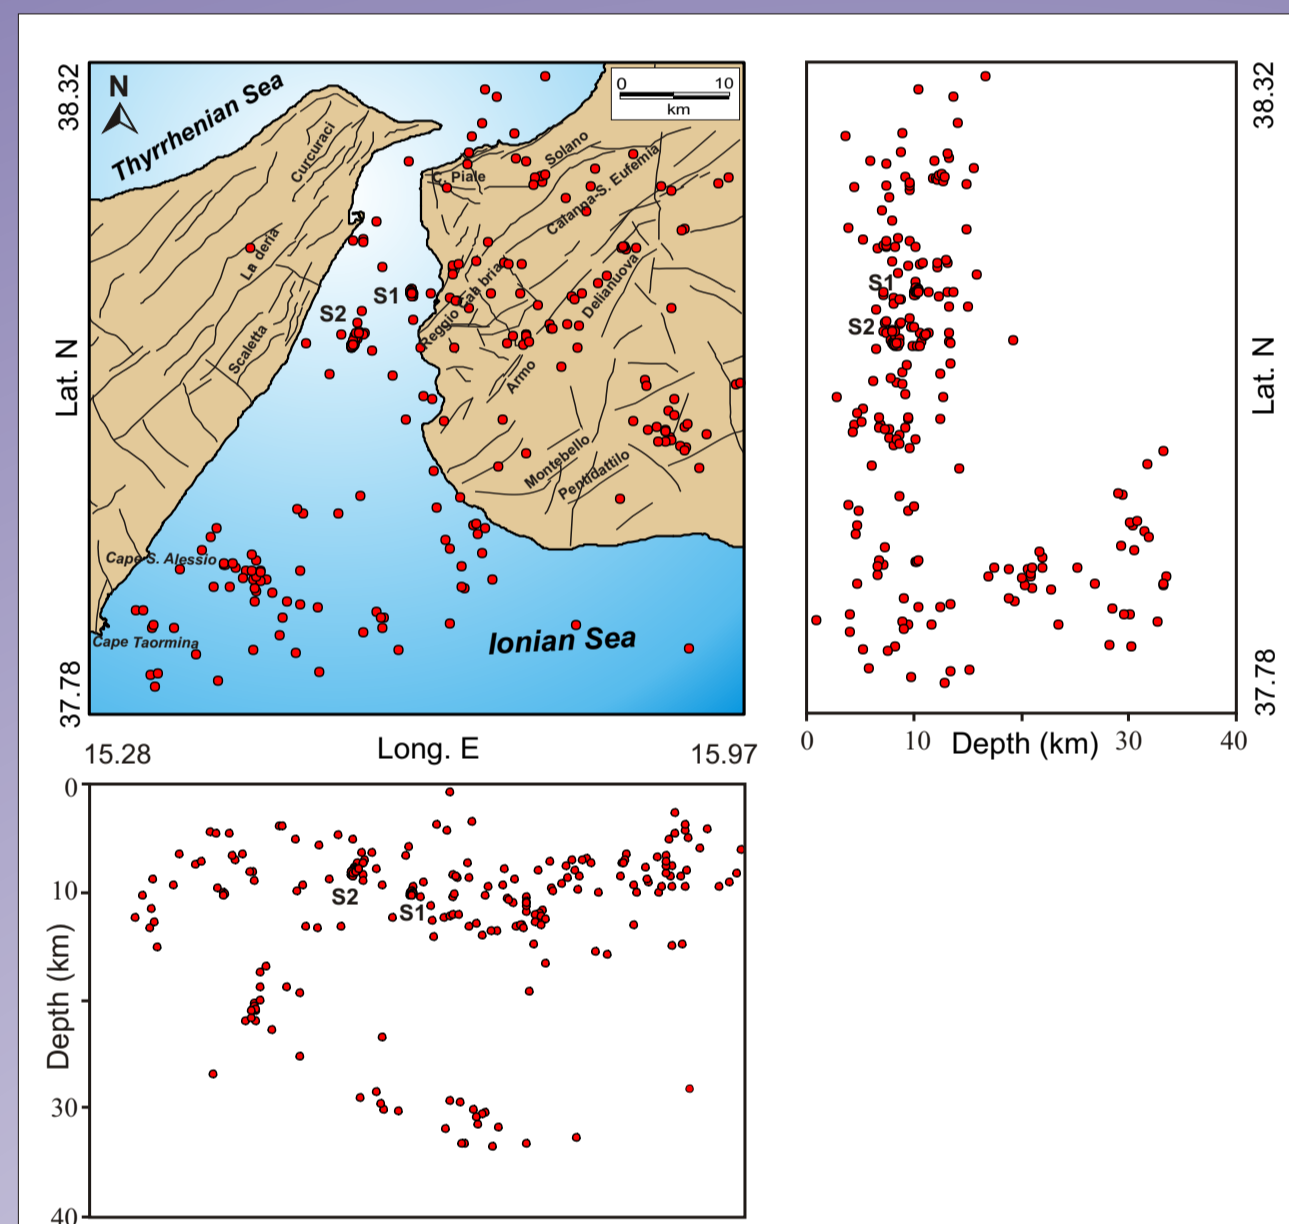 38.32
N
Thyrrhenian Sea
0 10
km
38.32
Curcuraci
Solano
C. Piale
Catanna-S. Eufemia
La deria
Delianuova
S1
S2
Reggio Calabria
Scaletta
Armo
Lat. N
S1
S2
Lat. N
Montebello
Pentidattilo
Cape S. Alessio
Cape Taormina
Ionian Sea
37.78
37.78
15.28
Long. E
15.97
0
10
Depth (km)
30
40
0
10
S2
S1
Depth (km)
30
40